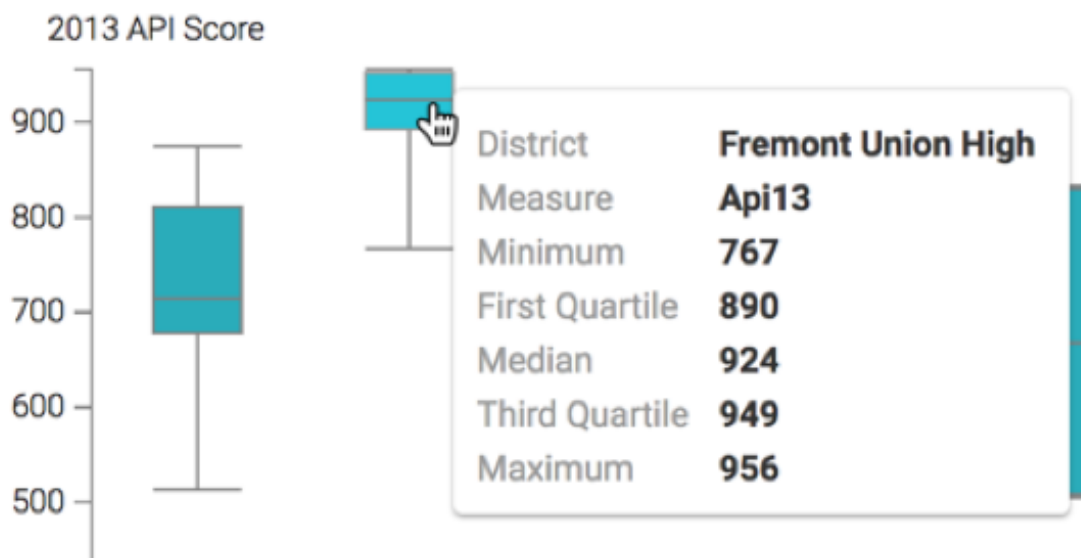 2013 API Score
900
800
700
600
500
District Fremont Union High
Measure Api13
Minimum 767
First Quartile 890
Median 924
Third Quartile 949
Maximum 956